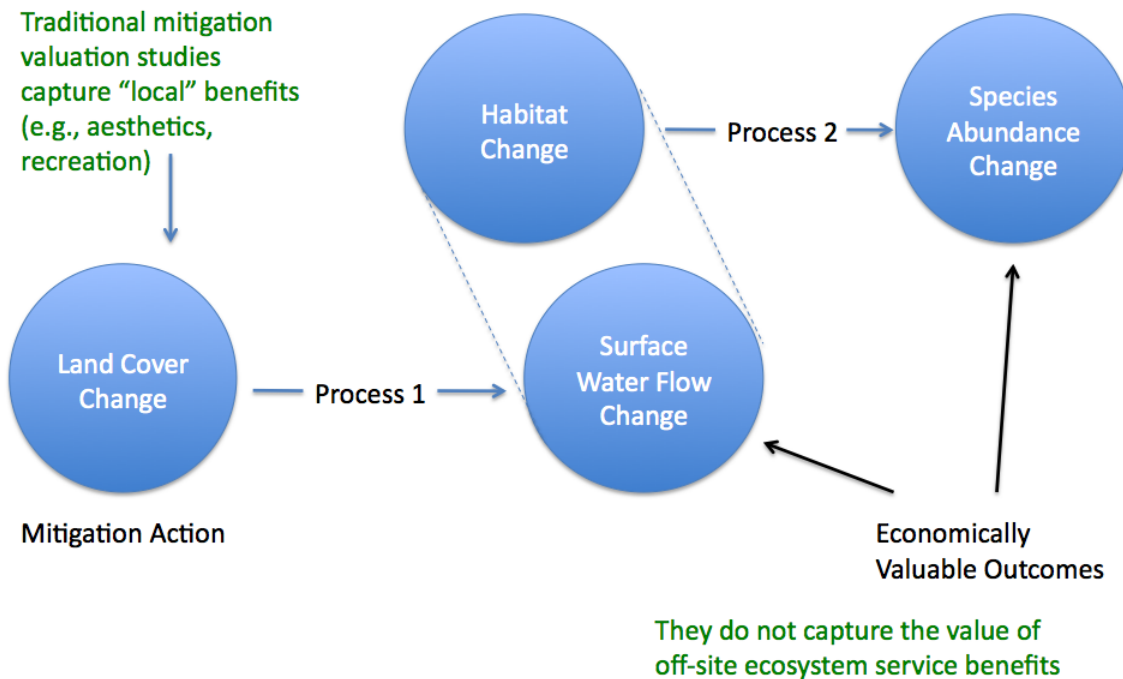 Traditional mitigation
valuation studies
capture “local” benefits
(e.g., aesthetics,
recreation)
Habitat
Change
Process 2
Species
Abundance
Change
Land Cover
Change
Process 1
Surface
Water Flow
Change
Mitigation Action
Economically
Valuable Outcomes
They do not capture the value of
off-site ecosystem service benefits